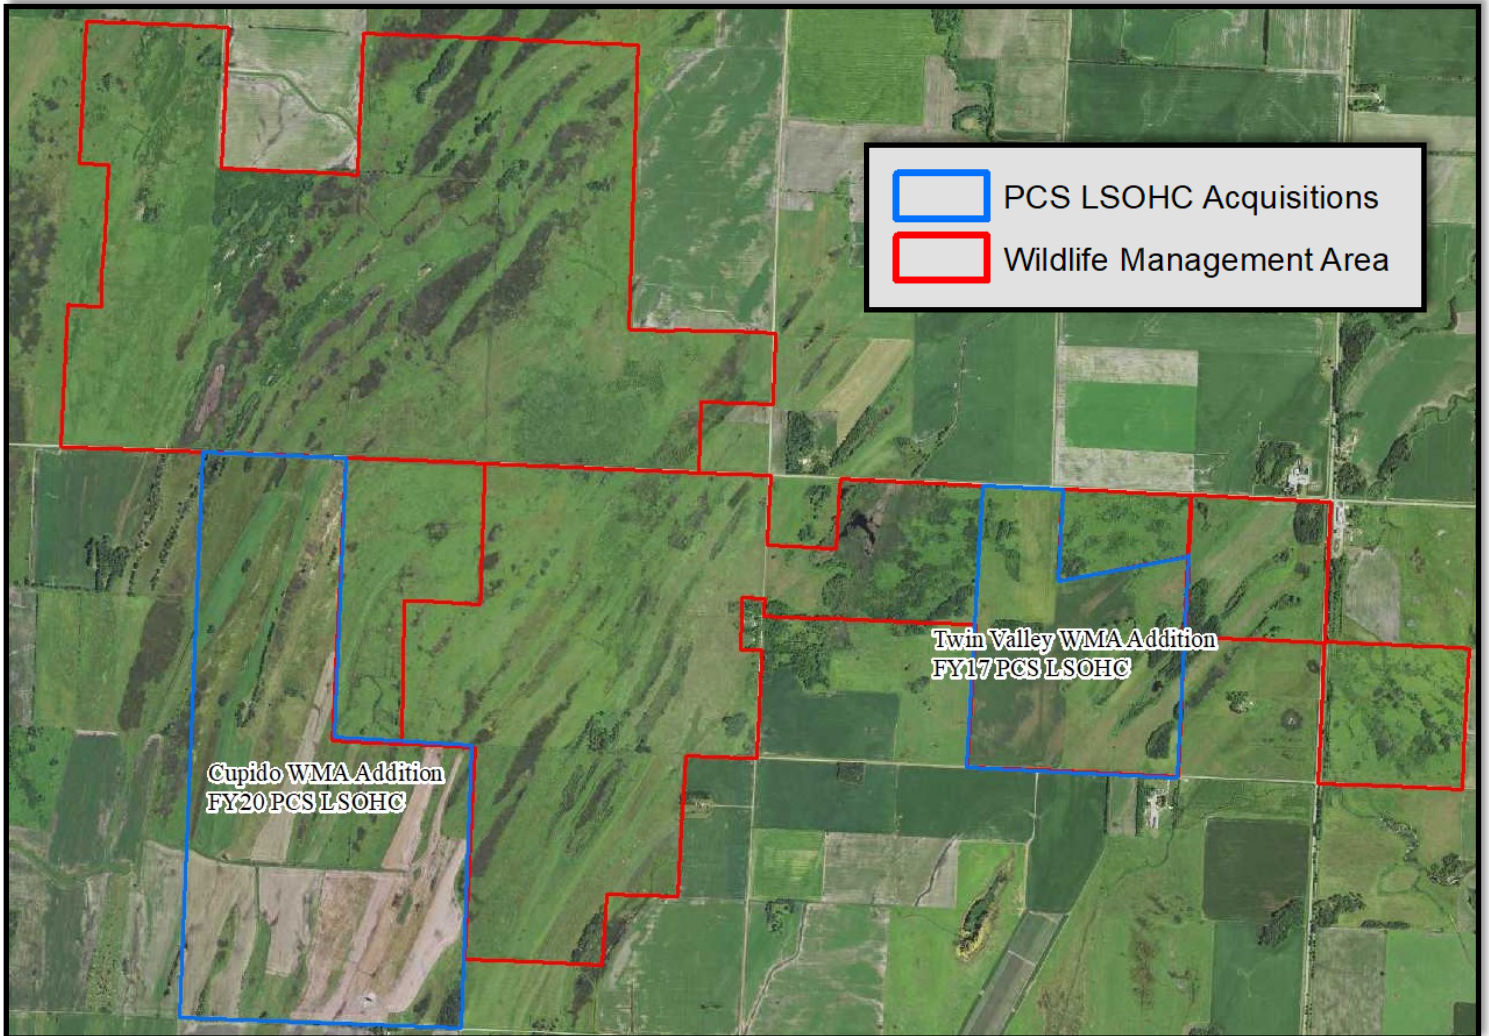 PCS LSOHC Acquisitions
Wildlife Management Area
Twin Valley WMA Addition
FY17 PCS LSOHC
Cupido WMA Addition
FY20 PCS LSOHC